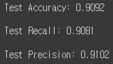 Test Accuracy: 0.9092
Test Recall: 0.9081
Test Precision: 0.9102